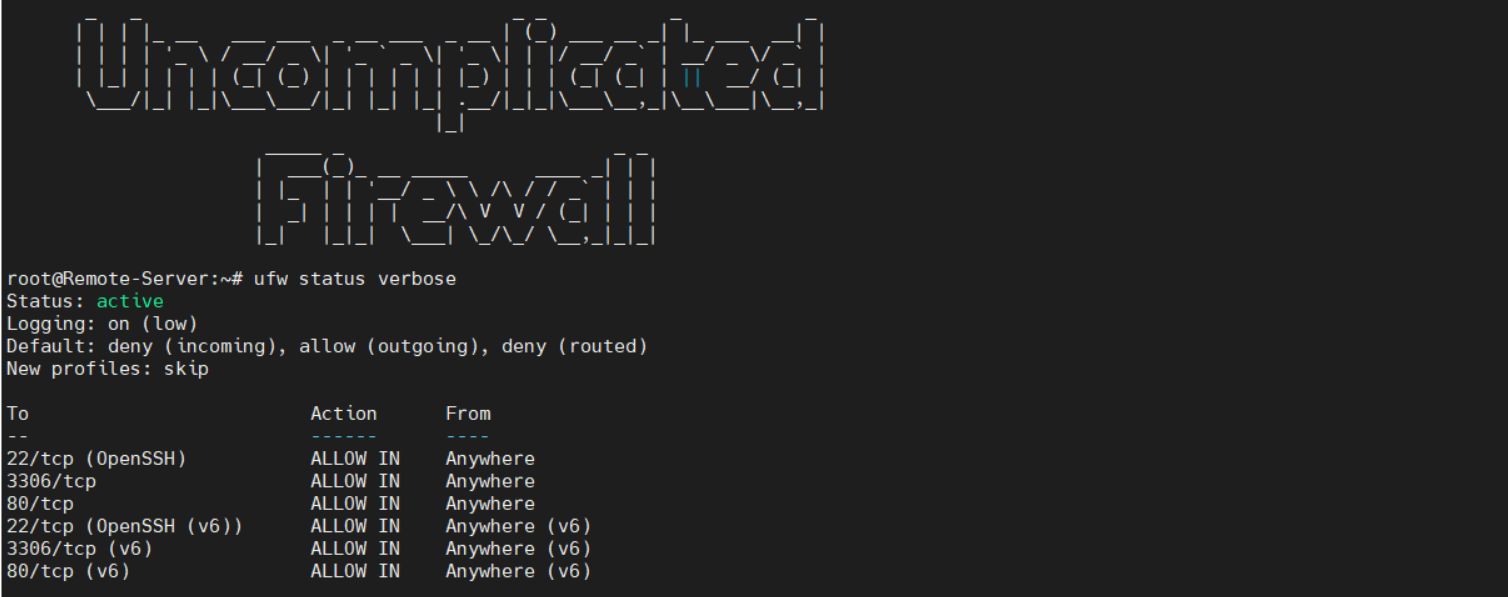 Uncomplicated
Firewall
root@Remote-Server:~# ufw status verbose
Status: active
Logging: on (low)
Default: deny (incoming), allow (outgoing), deny (routed)
New profiles: skip
To                         Action      From
--                         ------      ----
22/tcp (OpenSSH)           ALLOW IN    Anywhere
3306/tcp                   ALLOW IN    Anywhere
80/tcp                     ALLOW IN    Anywhere
22/tcp (OpenSSH (v6))      ALLOW IN    Anywhere (v6)
3306/tcp (v6)              ALLOW IN    Anywhere (v6)
80/tcp (v6)                ALLOW IN    Anywhere (v6)